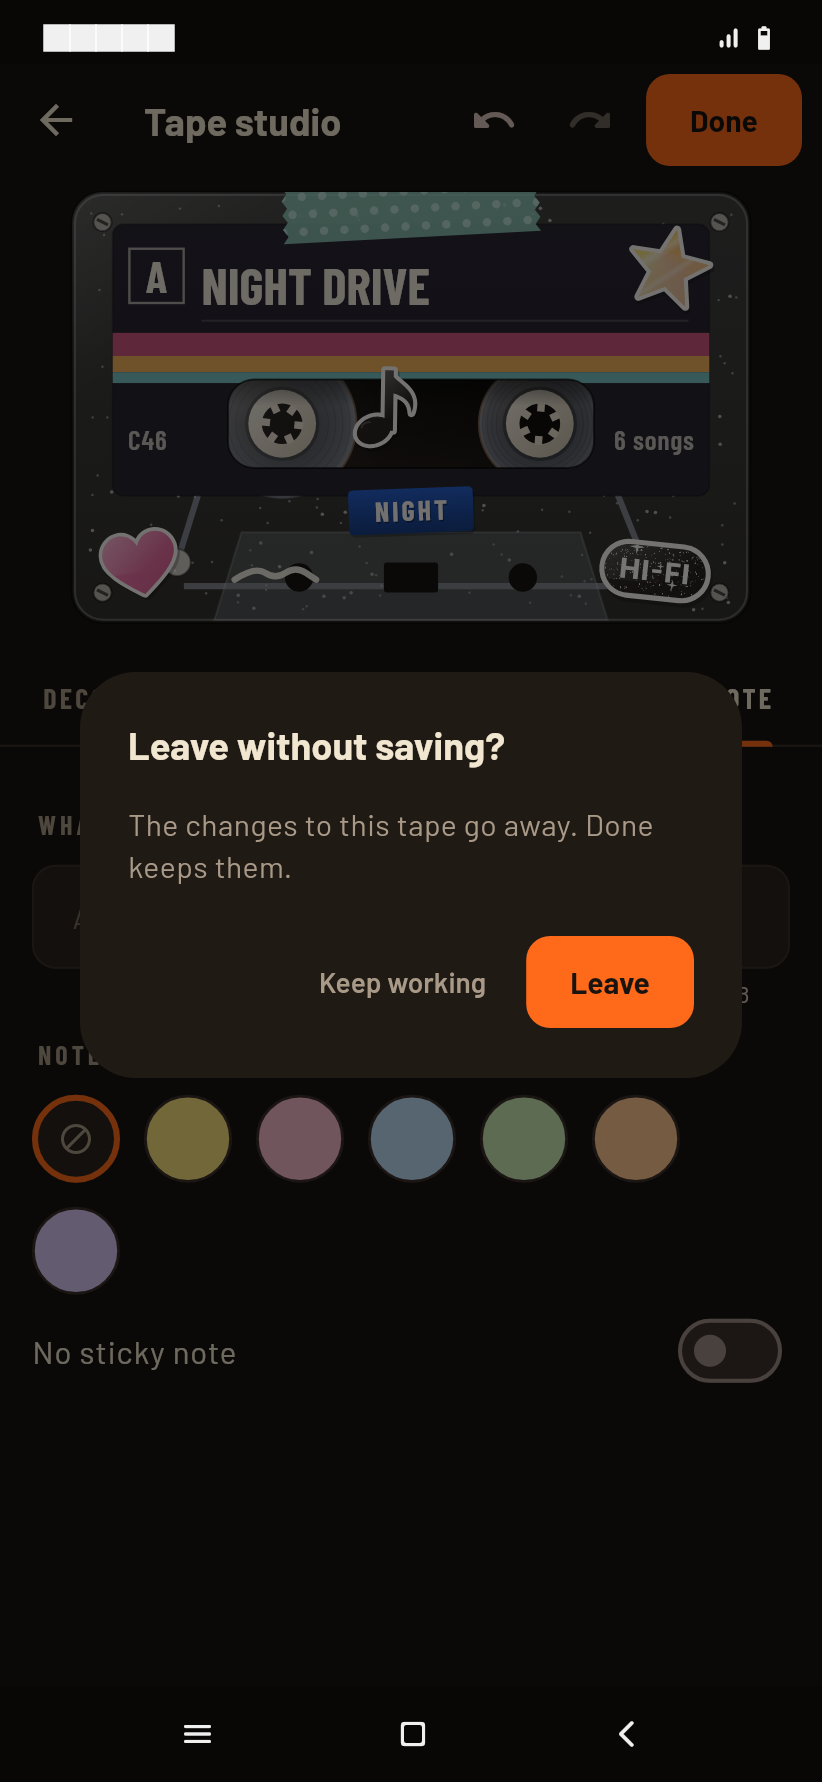 Tape studio
Done
A
NIGHT DRIVE
C46
6 songs
NIGHT
HI-FI
Leave without saving?
The changes to this tape go away. Done
keeps them.
Keep working
Leave
No sticky note